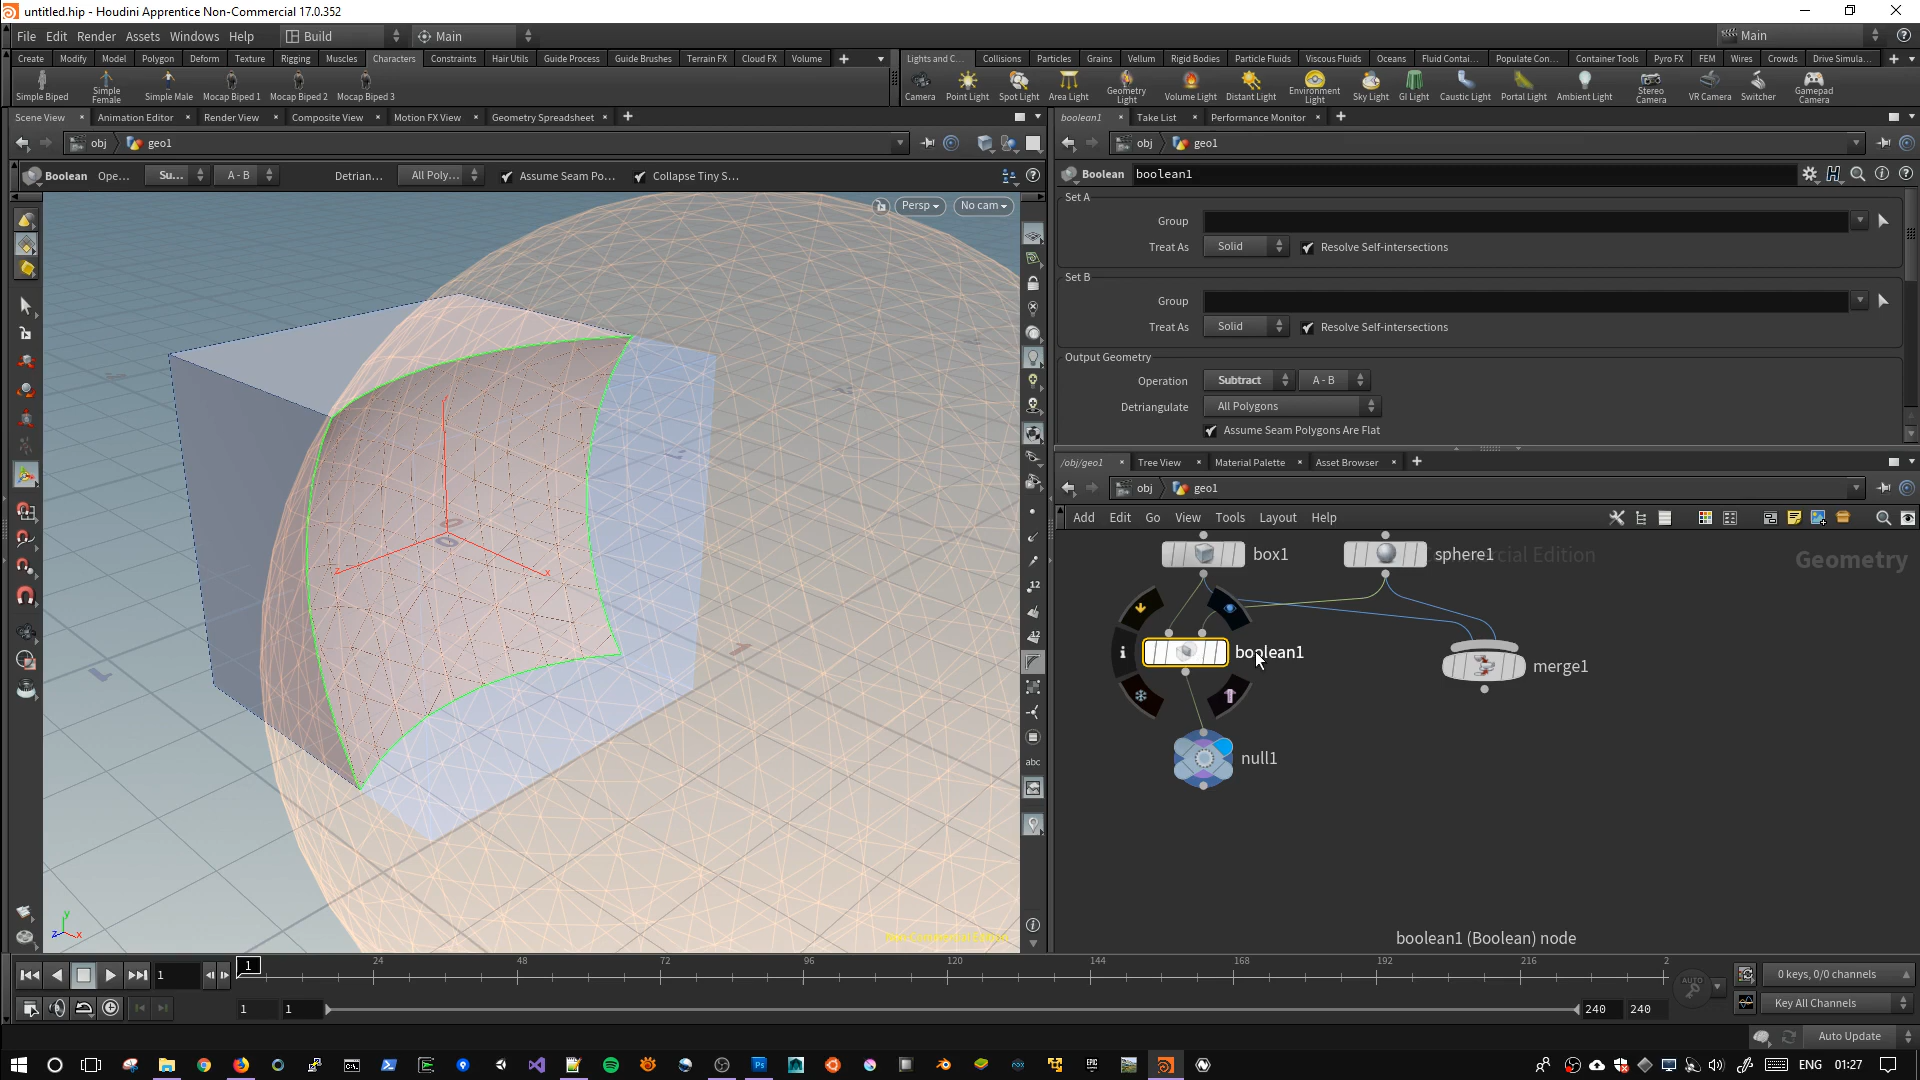 untitled.hip - Houdini Apprentice Non-Commercial 17.0.352
File Edit Render Assets Windows Help Build Main Main
Create Modify Model Polygon Deform Texture Rigging Muscles Characters Constraints Hair Utils Guide Process Guide Brushes Terrain FX Cloud FX Volume
Lights and C... Collisions Particles Grains Vellum Rigid Bodies Particle Fluids Viscous Fluids Oceans Fluid Contai... Populate Con... Container Tools Pyro FX FEM Wires Crowds Drive Simula...
Simple Biped Simple Female Simple Male Mocap Biped 1 Mocap Biped 2 Mocap Biped 3
Camera Point Light Spot Light Area Light Geometry Light Volume Light Distant Light Environment Light Sky Light GI Light Caustic Light Portal Light Ambient Light Stereo Camera VR Camera Switcher Gamepad Camera
Scene View Animation Editor Render View Composite View Motion FX View Geometry Spreadsheet
boolean1 Take List Performance Monitor
obj geo1
obj geo1
Boolean Ope... Su... A - B Detrian... All Poly... Assume Seam Po... Collapse Tiny S...
Boolean boolean1
Persp No cam
Set A
Group
Treat As Solid Resolve Self-intersections
Set B
Group
Treat As Solid Resolve Self-intersections
Output Geometry
Operation Subtract A - B
Detriangulate All Polygons
Assume Seam Polygons Are Flat
/obj/geo1 Tree View Material Palette Asset Browser
obj geo1
Add Edit Go View Tools Layout Help
box1 sphere1 Geometry
boolean1 merge1
null1
boolean1 (Boolean) node
abc
12
12
z x
0 0
y
z x
1 24 48 72 96 120 144 168 192 216 2
1
1 1 240 240
AUTO
0 keys, 0/0 channels
Key All Channels
Auto Update
ENG 01:27